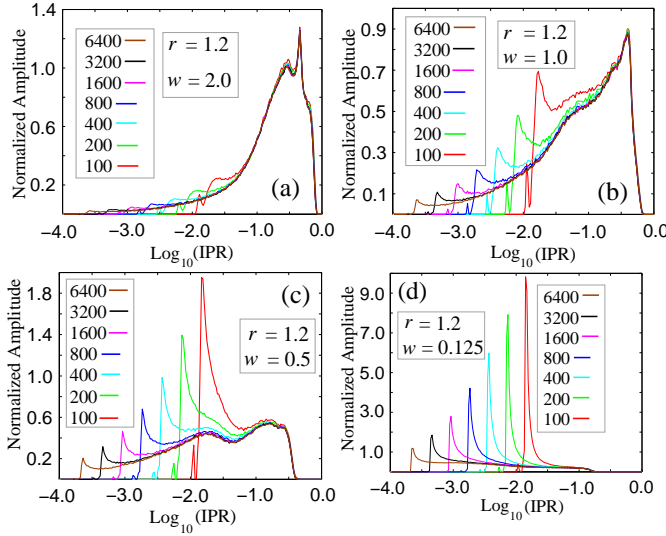 Normalized Amplitude
1.4
1.0
0.6
0.2
6400
3200
1600
800
400
200
100
r = 1.2
w = 2.0
(a)
-4.0 -3.0 -2.0 -1.0 0.0
Log10(IPR)
Normalized Amplitude
0.9
0.7
0.5
0.3
0.1
6400
3200
1600
800
400
200
100
r = 1.2
w = 1.0
(b)
-4.0 -3.0 -2.0 -1.0 0.0
Log10(IPR)
Normalized Amplitude
1.8
1.4
1.0
0.6
0.2
6400
3200
1600
800
400
200
100
(c)
r = 1.2
w = 0.5
-4.0 -3.0 -2.0 -1.0 0.0
Log10(IPR)
Normalized Amplitude
9.0
7.0
5.0
3.0
1.0
(d)
r = 1.2
w = 0.125
6400
3200
1600
800
400
200
100
-4.0 -3.0 -2.0 -1.0 0.0
Log10(IPR)